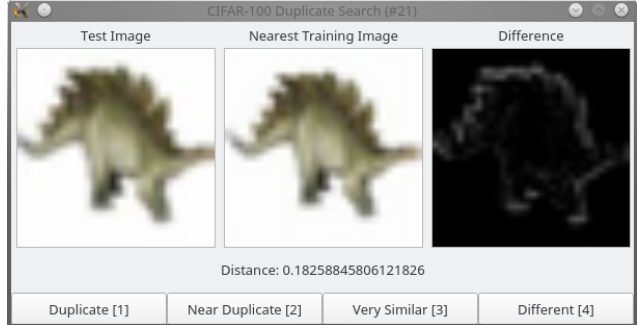 CIFAR-100 Duplicate Search (#21)
Test Image Nearest Training Image Difference
Distance: 0.18258845806121826
Duplicate [1] Near Duplicate [2] Very Similar [3] Different [4]